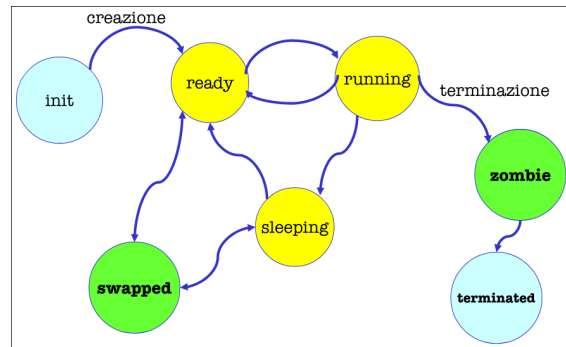 creazione
init
ready
running
terminazione
zombie
sleeping
swapped
terminated